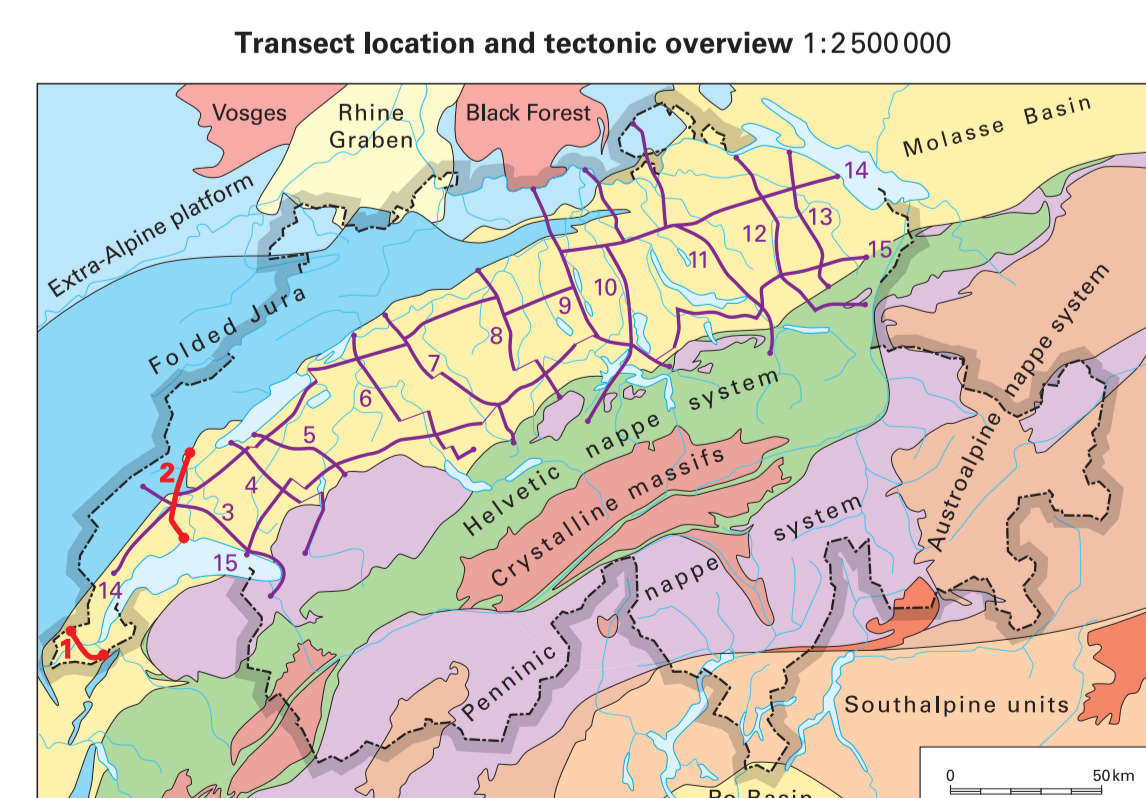 Transect location and tectonic overview 1:2 500 000
Vosges
Rhine
Graben
Black Forest
Molasse Basin
Extra-Alpine platform
Folded Jura
14
13
12
15
11
10
9
8
7
6
5
4
3
2
15
14
1
Helvetic nappe system
Crystalline massifs
Penninic nappe system
Austroalpine nappe system
Southalpine units
Po Basin
0 50 km